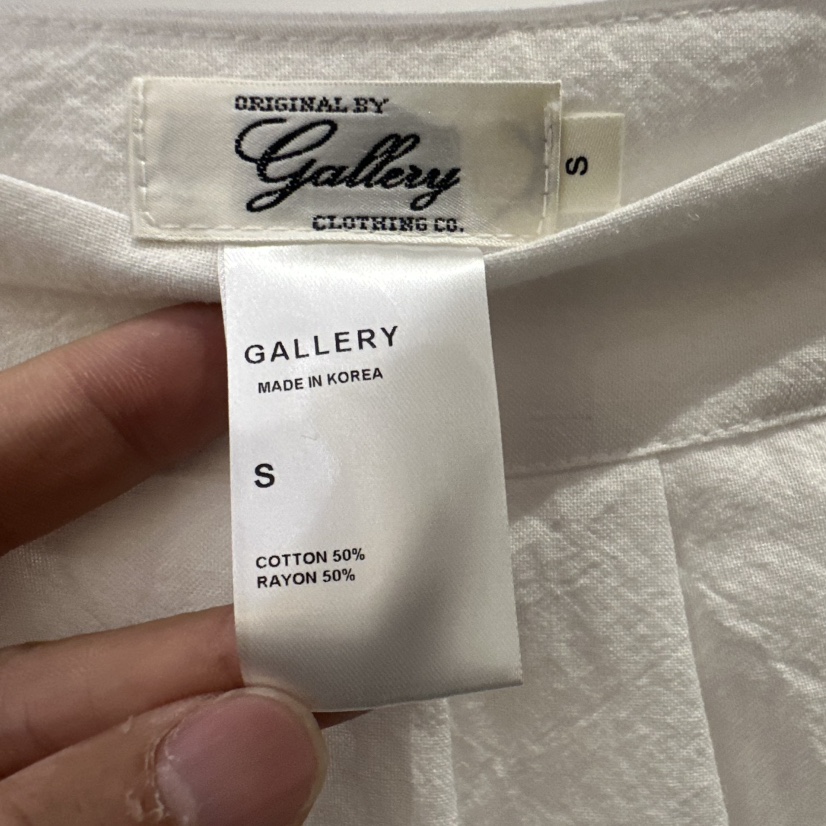 ORIGINAL BY
Gallery
CLOTHING CO.
S
GALLERY
MADE IN KOREA
S
COTTON 50%
RAYON 50%